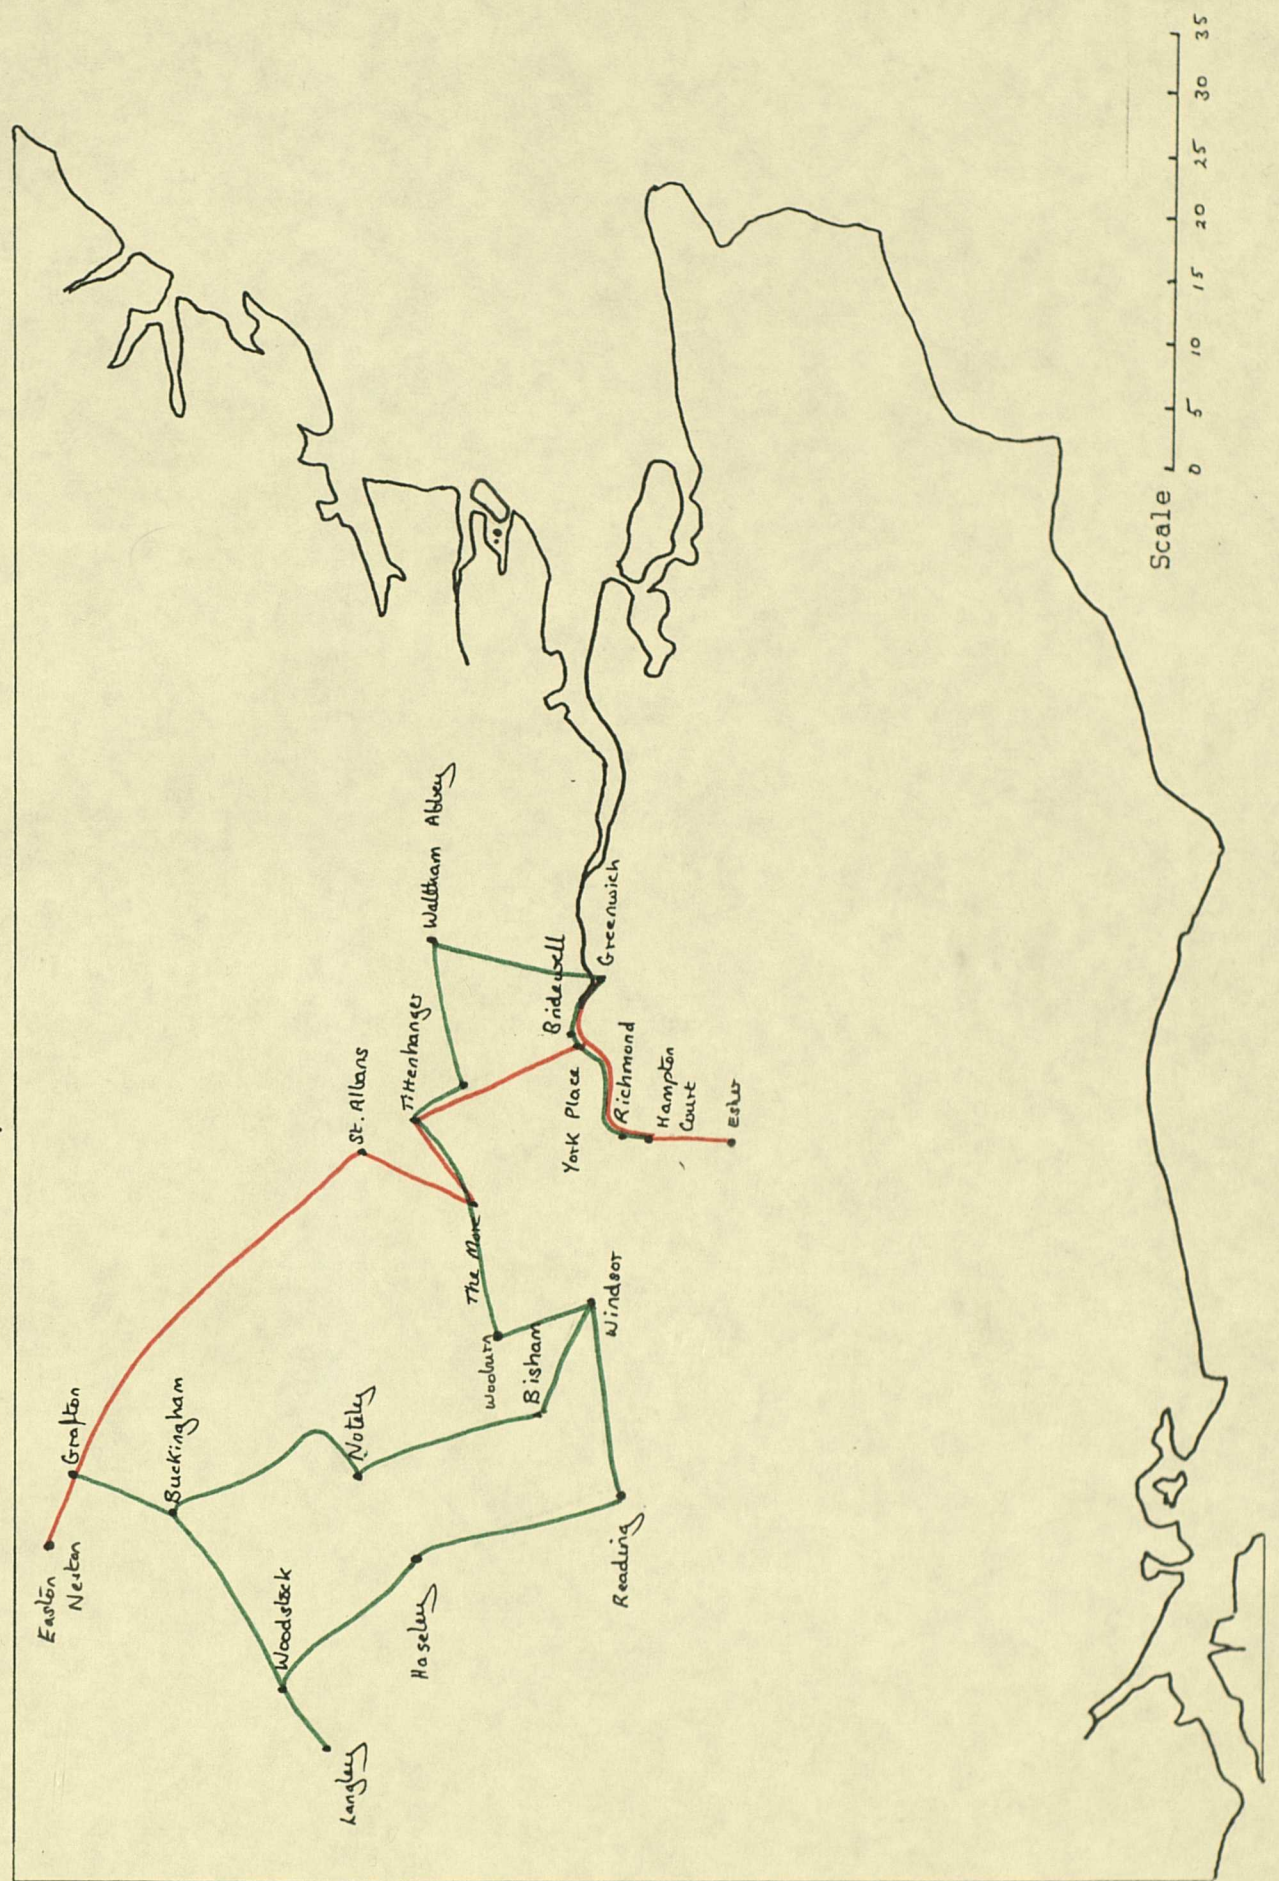 Easton
Neston
Grafton
Buckingham
Woodstock
Langley
Haseley
Noteley
St. Albans
Tittenhanger
Waltham Abbey
The More
Wooburn
Bisham
Windsor
Reading
Bridewell
Greenwich
York Place
Richmond
Hampton
Court
Esher
Scale
0 5 10 15 20 25 30 35